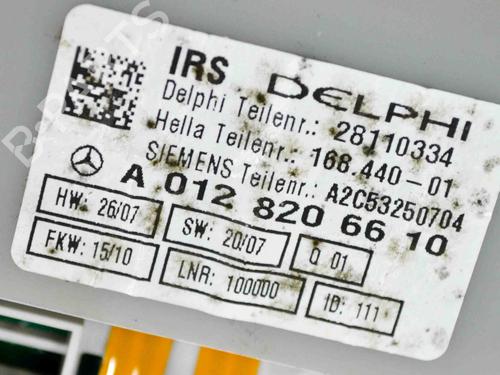 IRS DELPHI
Delphi Teilenr.: 28110334
Hella Teilenr.: 168.440-01
SIEMENS Teilenr.: A2C53250704
A 012 820 66 10
HW: 26/07 SW: 20/07 Q 01
FKW: 15/10 LNR: 100000 ID: 111